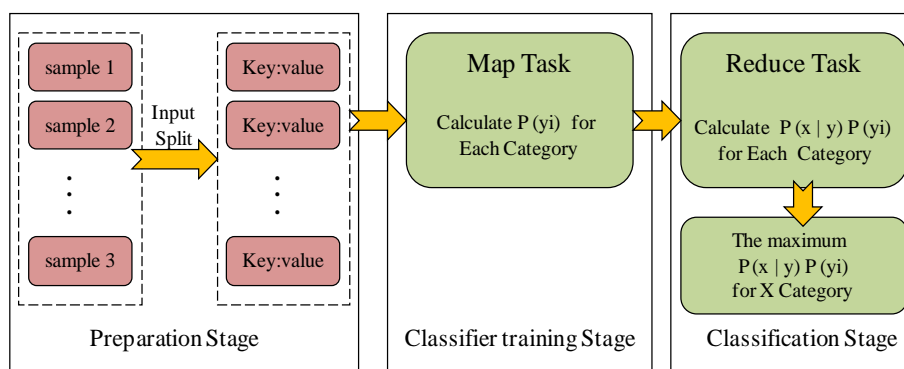 sample 1
sample 2
sample 3
Input
Split
Key:value
Key:value
Key:value
Preparation Stage
Map Task
Calculate P (yi) for
Each Category
Classifier training Stage
Reduce Task
Calculate P (x | y) P (yi)
for Each Category
The maximum
P (x | y) P (yi)
for X Category
Classification Stage